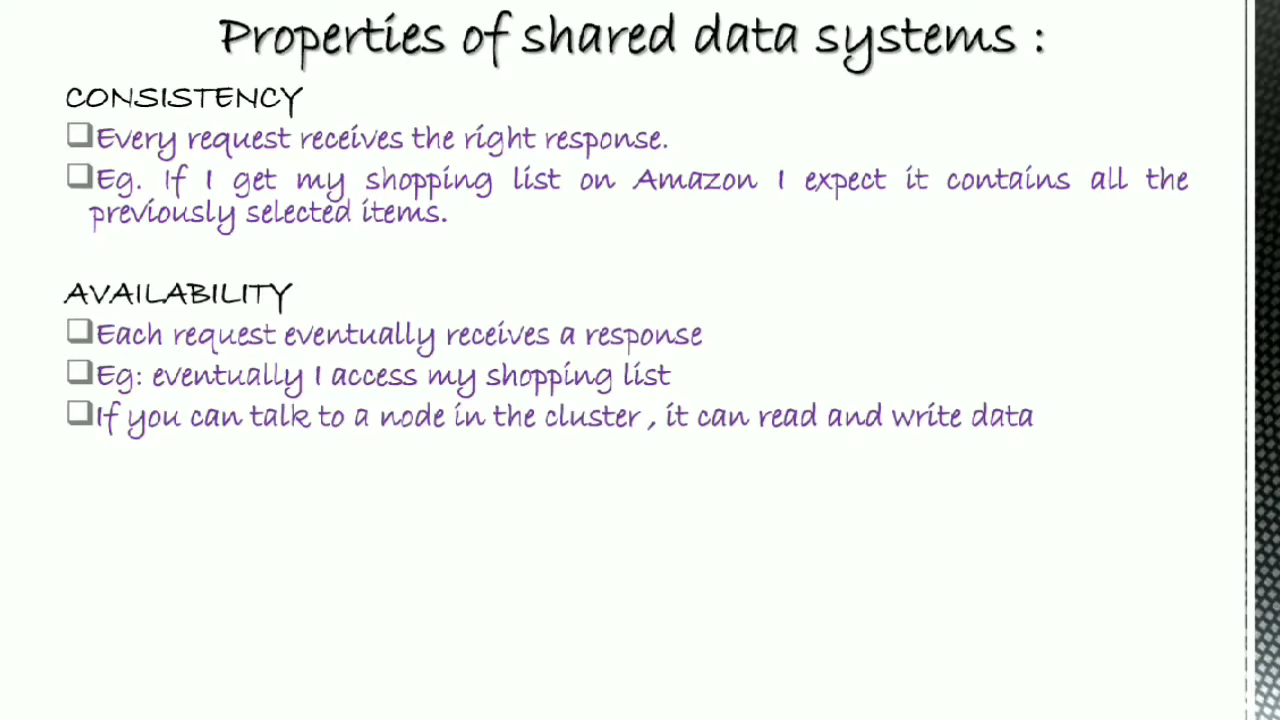 Properties of shared data systems :
CONSISTENCY
Every request receives the right response.
Eg. If I get my shopping list on Amazon I expect it contains all the
previously selected items.
AVAILABILITY
Each request eventually receives a response
Eg: eventually I access my shopping list
If you can talk to a node in the cluster , it can read and write data